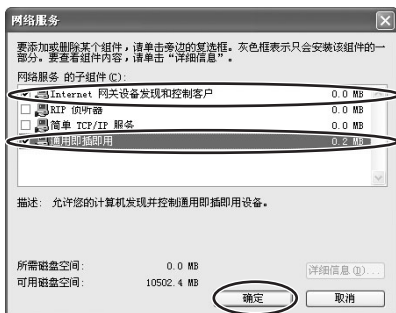 网络服务
要添加或删除某个组件，请单击旁边的复选框。灰色框表示只会安装该组件的一
部分。要查看组件内容，请单击“详细信息”。
网络服务 的子组件(C):
Internet 网关设备发现和控制客户 0.0 MB
RIP 侦听器 0.0 MB
简单 TCP/IP 服务 0.0 MB
通用即插即用 0.2 MB
描述: 允许您的计算机发现并控制通用即插即用设备。
所需磁盘空间: 0.0 MB
详细信息(D)...
可用磁盘空间: 10502.4 MB
确定 取消